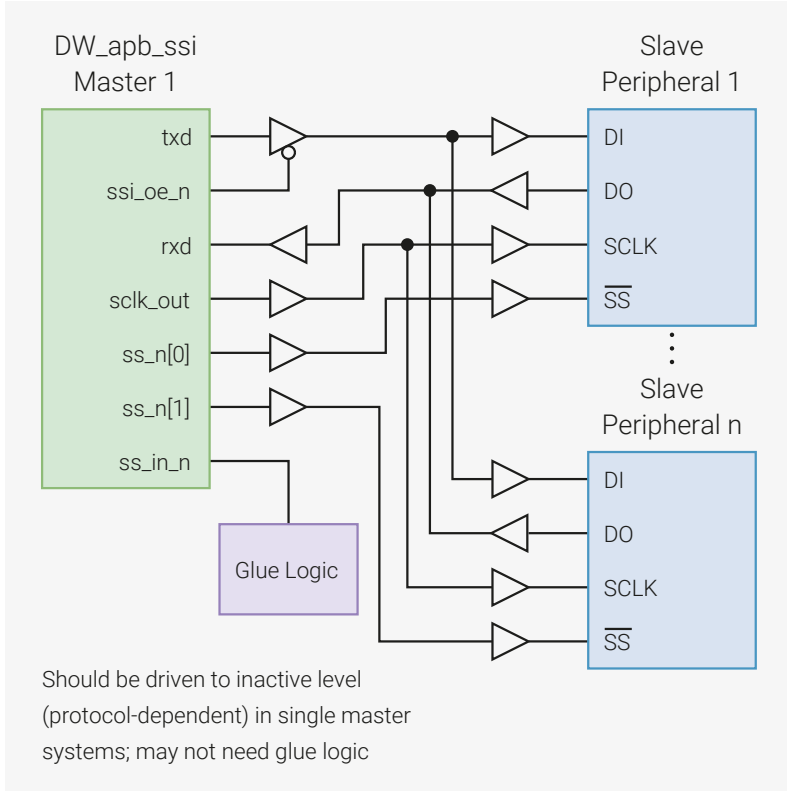 DW_apb_ssi
Master 1
txd
ssi_oe_n
rxd
sclk_out
ss_n[0]
ss_n[1]
ss_in_n
Glue Logic
Slave
Peripheral 1
DI
DO
SCLK
S̅S̅
Slave
Peripheral n
DI
DO
SCLK
S̅S̅
Should be driven to inactive level
(protocol-dependent) in single master
systems; may not need glue logic